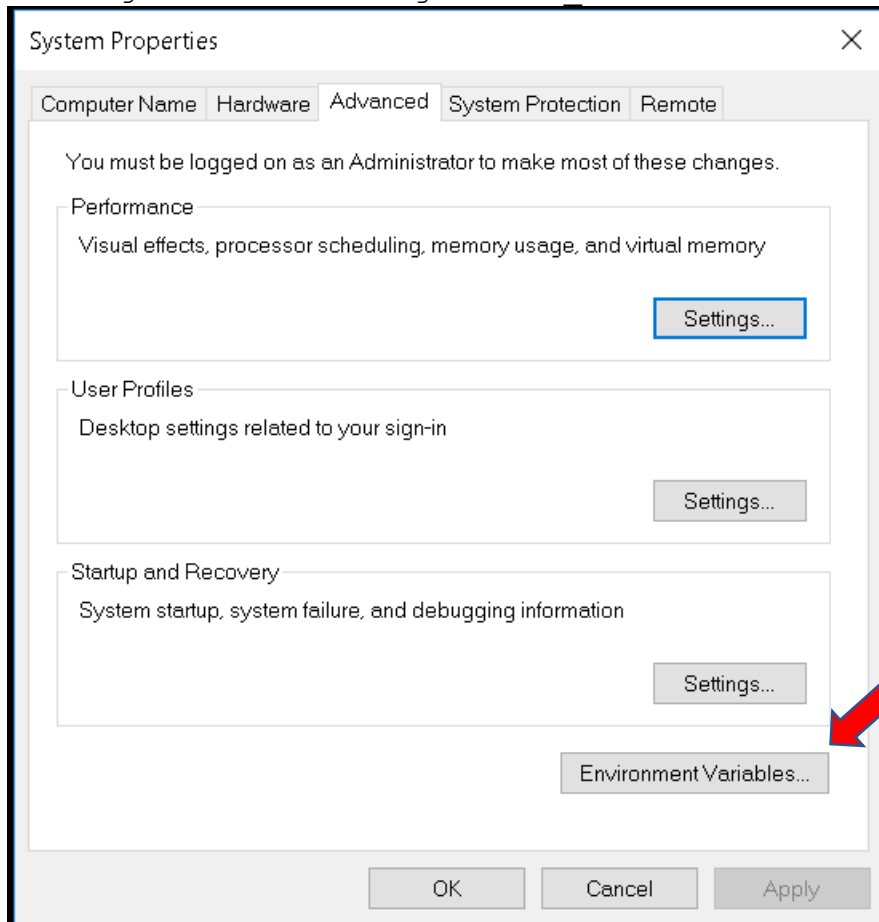 System Properties
Computer Name Hardware Advanced System Protection Remote
You must be logged on as an Administrator to make most of these changes.
Performance
Visual effects, processor scheduling, memory usage, and virtual memory
Settings...
User Profiles
Desktop settings related to your sign-in
Settings...
Startup and Recovery
System startup, system failure, and debugging information
Settings...
Environment Variables...
OK Cancel Apply